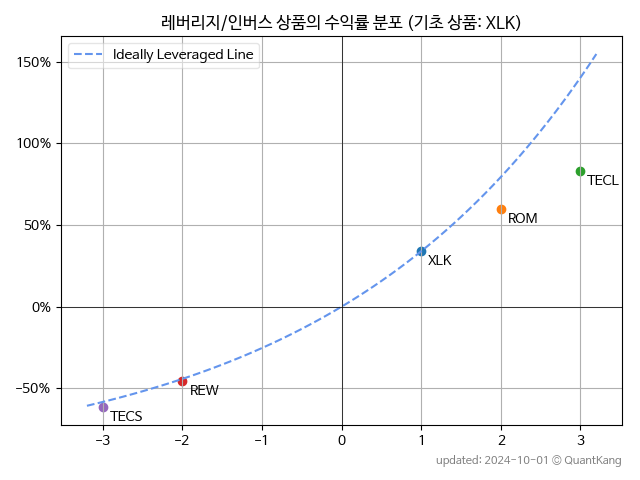 레버리지/인버스 상품의 수익률 분포 (기초 상품: XLK)
Ideally Leveraged Line
150%
100%
50%
0%
−50%
TECL
ROM
XLK
REW
TECS
−3 −2 −1 0 1 2 3
updated: 2024-10-01 © QuantKang